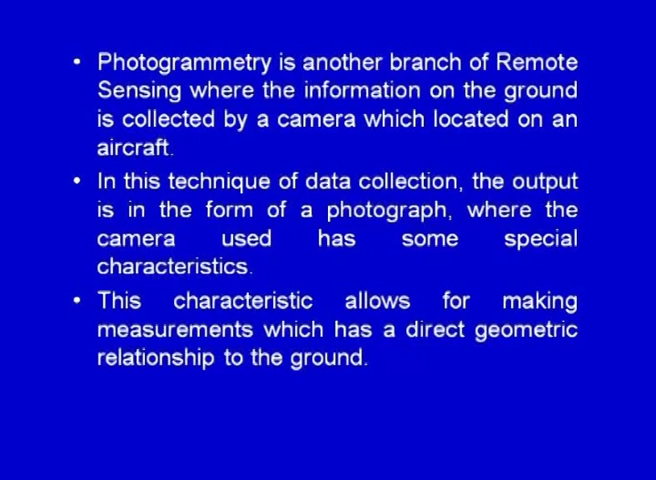 • Photogrammetry is another branch of Remote
Sensing where the information on the ground
is collected by a camera which located on an
aircraft.
• In this technique of data collection, the output
is in the form of a photograph, where the
camera used has some special
characteristics.
• This characteristic allows for making
measurements which has a direct geometric
relationship to the ground.